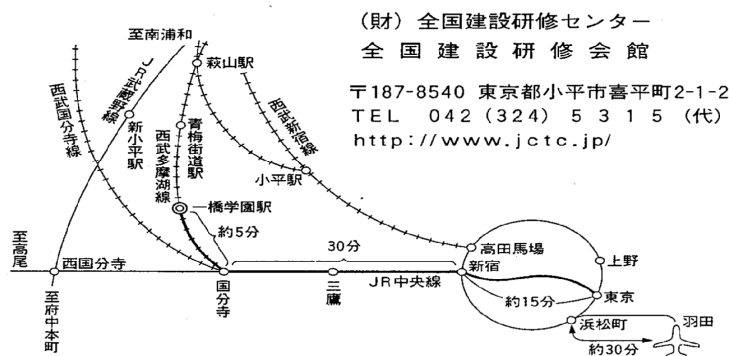 （財）全国建設研修センター
全国建設研修会館
〒187-8540 東京都小平市喜平町2-1-2
TEL 042（324）5315（代）
http://www.jctc.jp/
至南浦和
JR武蔵野線
萩山駅
西武国分寺線
新小平駅
青梅街道駅
西武多摩湖線
西武新宿線
小平駅
一橋学園駅
約5分
30分
高田馬場
至高尾
西国分寺
新宿
上野
国分寺
三鷹
JR中央線
約15分
東京
至府中本町
浜松町
羽田
約30分